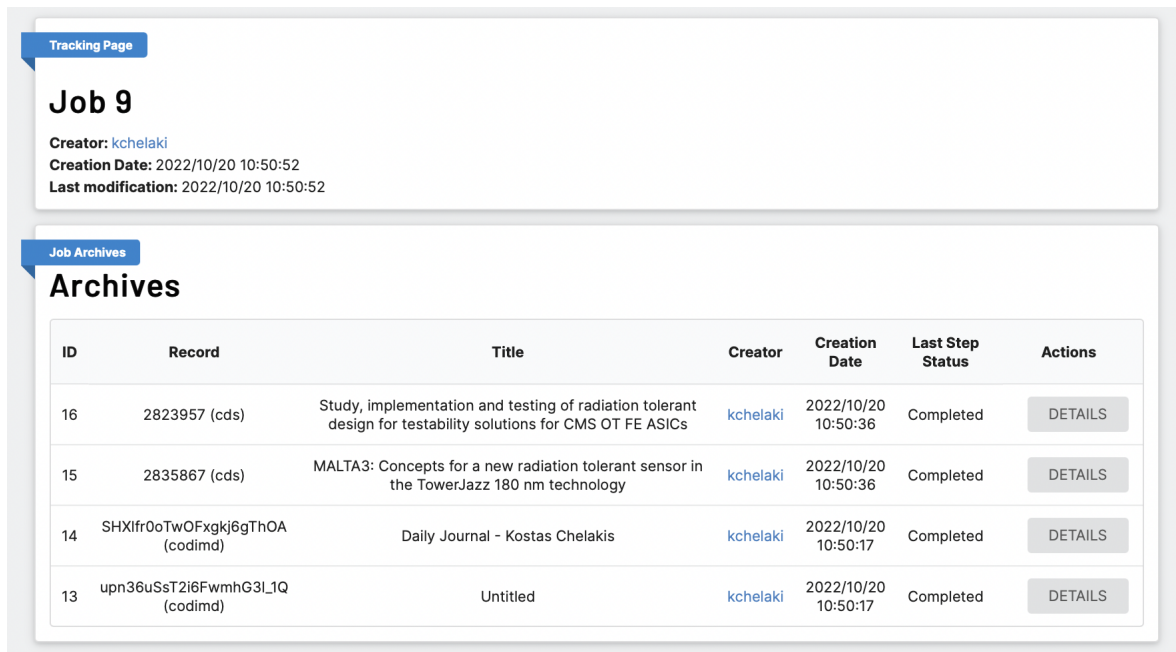 Tracking Page
Job 9
Creator: kchelaki
Creation Date: 2022/10/20 10:50:52
Last modification: 2022/10/20 10:50:52
Job Archives
Archives
ID Record Title Creator Creation Date Last Step Status Actions
16 2823957 (cds) Study, implementation and testing of radiation tolerant design for testability solutions for CMS OT FE ASICs kchelaki 2022/10/20 10:50:36 Completed DETAILS
15 2835867 (cds) MALTA3: Concepts for a new radiation tolerant sensor in the TowerJazz 180 nm technology kchelaki 2022/10/20 10:50:36 Completed DETAILS
14 SHXlfr0oTwOFxgkj6gThOA (codimd) Daily Journal - Kostas Chelakis kchelaki 2022/10/20 10:50:17 Completed DETAILS
13 upn36uSsT2i6FwmhG3l_1Q (codimd) Untitled kchelaki 2022/10/20 10:50:17 Completed DETAILS